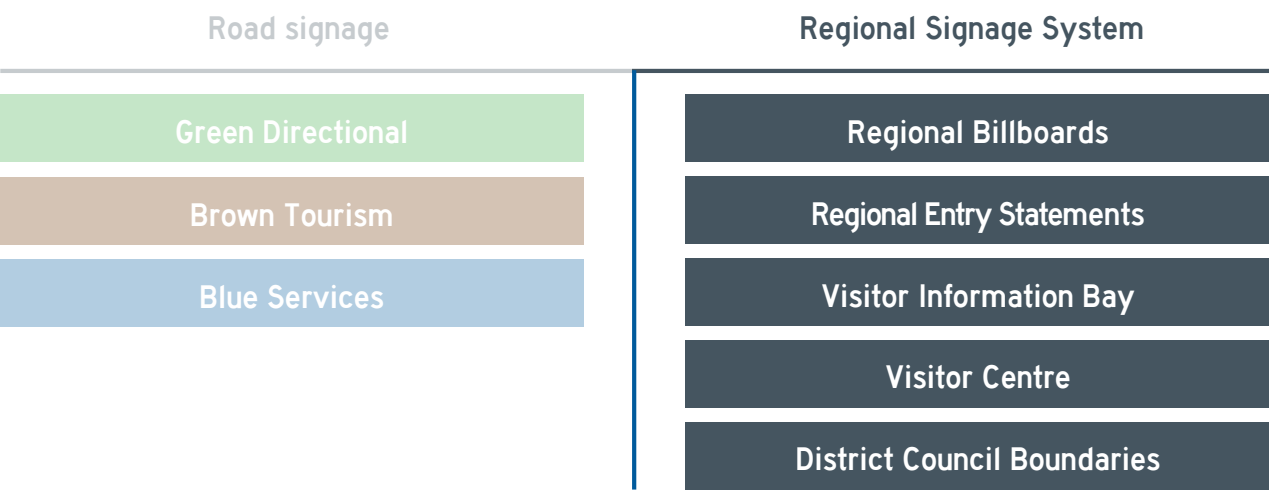 Road signage
Green Directional
Brown Tourism
Blue Services
Regional Signage System
Regional Billboards
Regional Entry Statements
Visitor Information Bay
Visitor Centre
District Council Boundaries